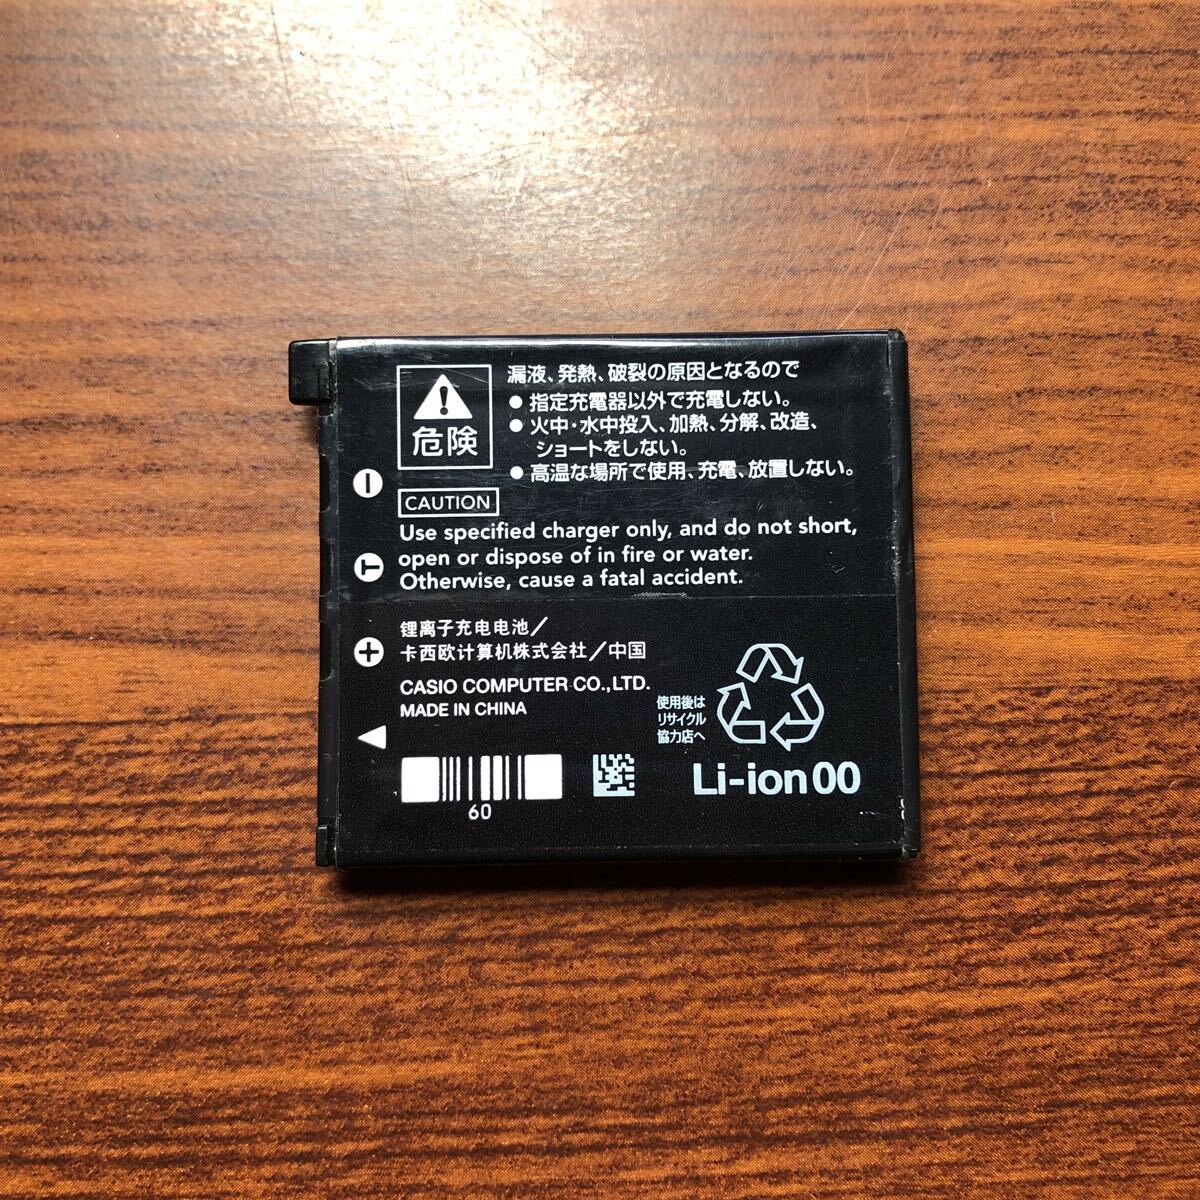 漏液、発熱、破裂の原因となるので
● 指定充電器以外で充電しない。
● 火中・水中投入、加熱、分解、改造、
ショートをしない。
● 高温な場所で使用、充電、放置しない。
危険
CAUTION
Use specified charger only, and do not short,
open or dispose of in fire or water.
Otherwise, cause a fatal accident.
−
T
+
锂离子充电电池/
卡西欧计算机株式会社/中国
CASIO COMPUTER CO.,LTD.
MADE IN CHINA
使用後は
リサイクル
協力店へ
Li-ion00
60